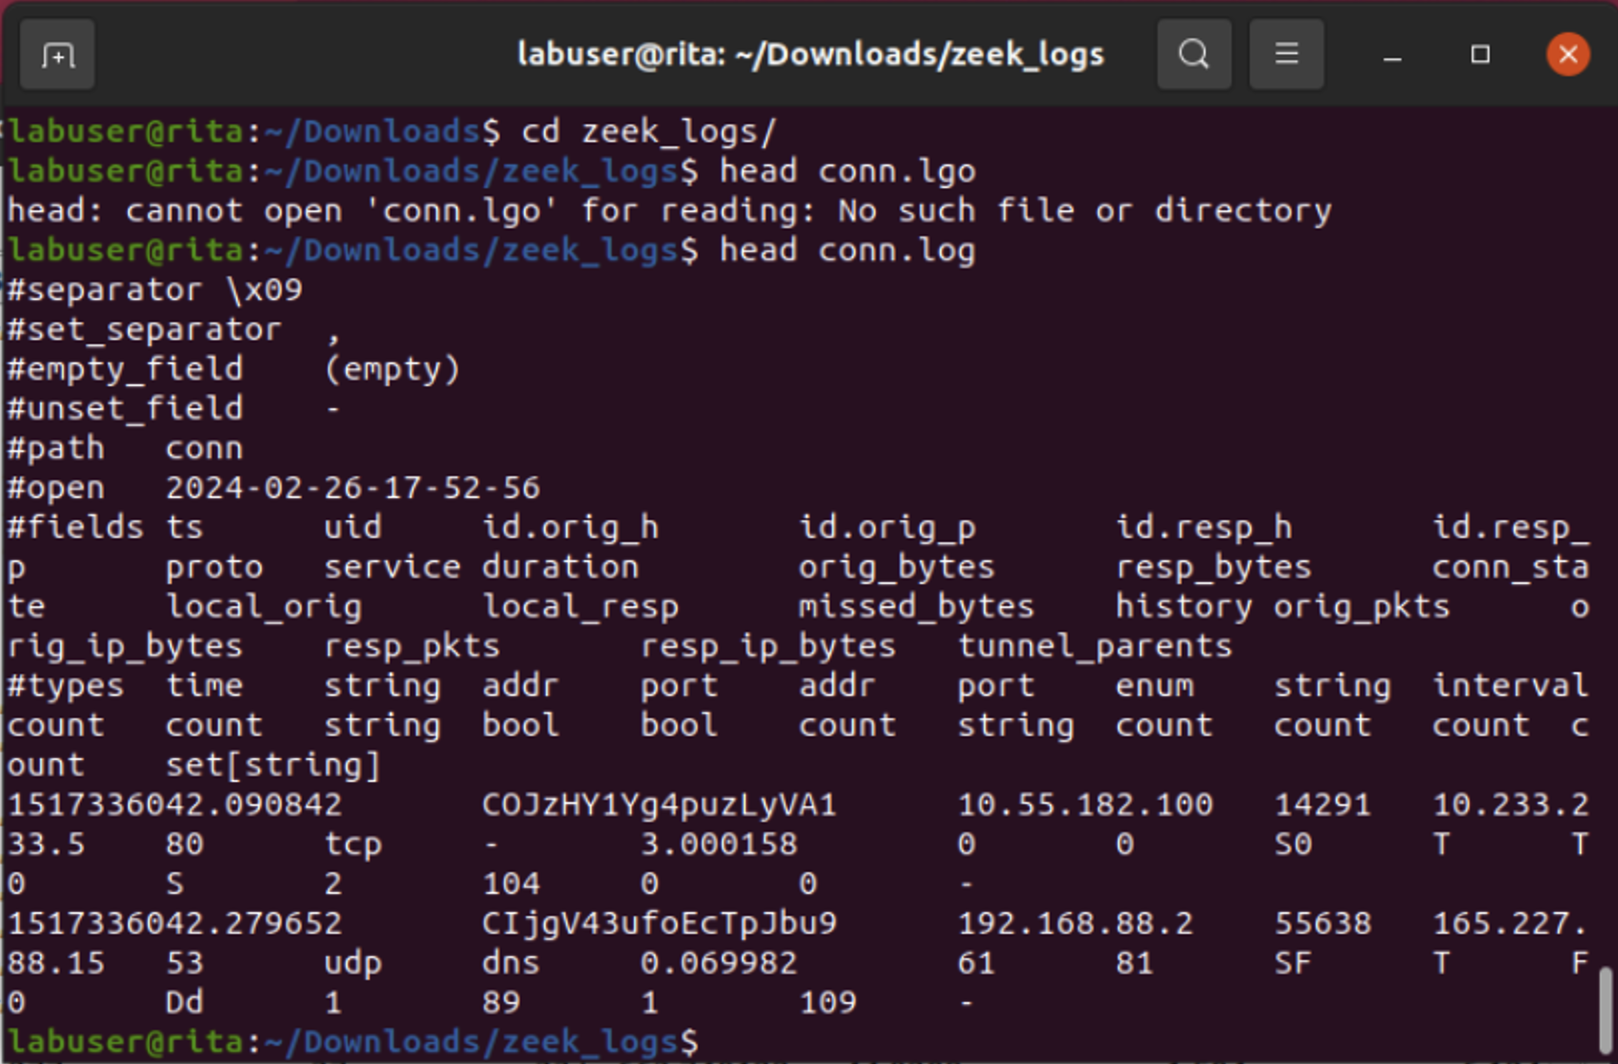 labuser@rita: ~/Downloads/zeek_logs
labuser@rita:~/Downloads$ cd zeek_logs/
labuser@rita:~/Downloads/zeek_logs$ head conn.lgo
head: cannot open 'conn.lgo' for reading: No such file or directory
labuser@rita:~/Downloads/zeek_logs$ head conn.log
#separator \x09
#set_separator  ,
#empty_field    (empty)
#unset_field    -
#path   conn
#open   2024-02-26-17-52-56
#fields ts      uid     id.orig_h       id.orig_p       id.resp_h       id.resp_
p       proto   service duration        orig_bytes      resp_bytes      conn_sta
te      local_orig      local_resp      missed_bytes    history orig_pkts      o
rig_ip_bytes    resp_pkts       resp_ip_bytes   tunnel_parents
#types  time    string  addr    port    addr    port    enum    string  interval
count   count   string  bool    bool    count   string  count   count   count  c
ount    set[string]
1517336042.090842       COJzHY1Yg4puzLyVA1      10.55.182.100   14291   10.233.2
33.5    80      tcp     -       3.000158        0       0       S0      T      T
0       S       2       104     0       0       -
1517336042.279652       CIjgV43ufoEcTpJbu9      192.168.88.2    55638   165.227.
88.15   53      udp     dns     0.069982        61      81      SF      T      F
0       Dd      1       89      1       109     -
labuser@rita:~/Downloads/zeek_logs$